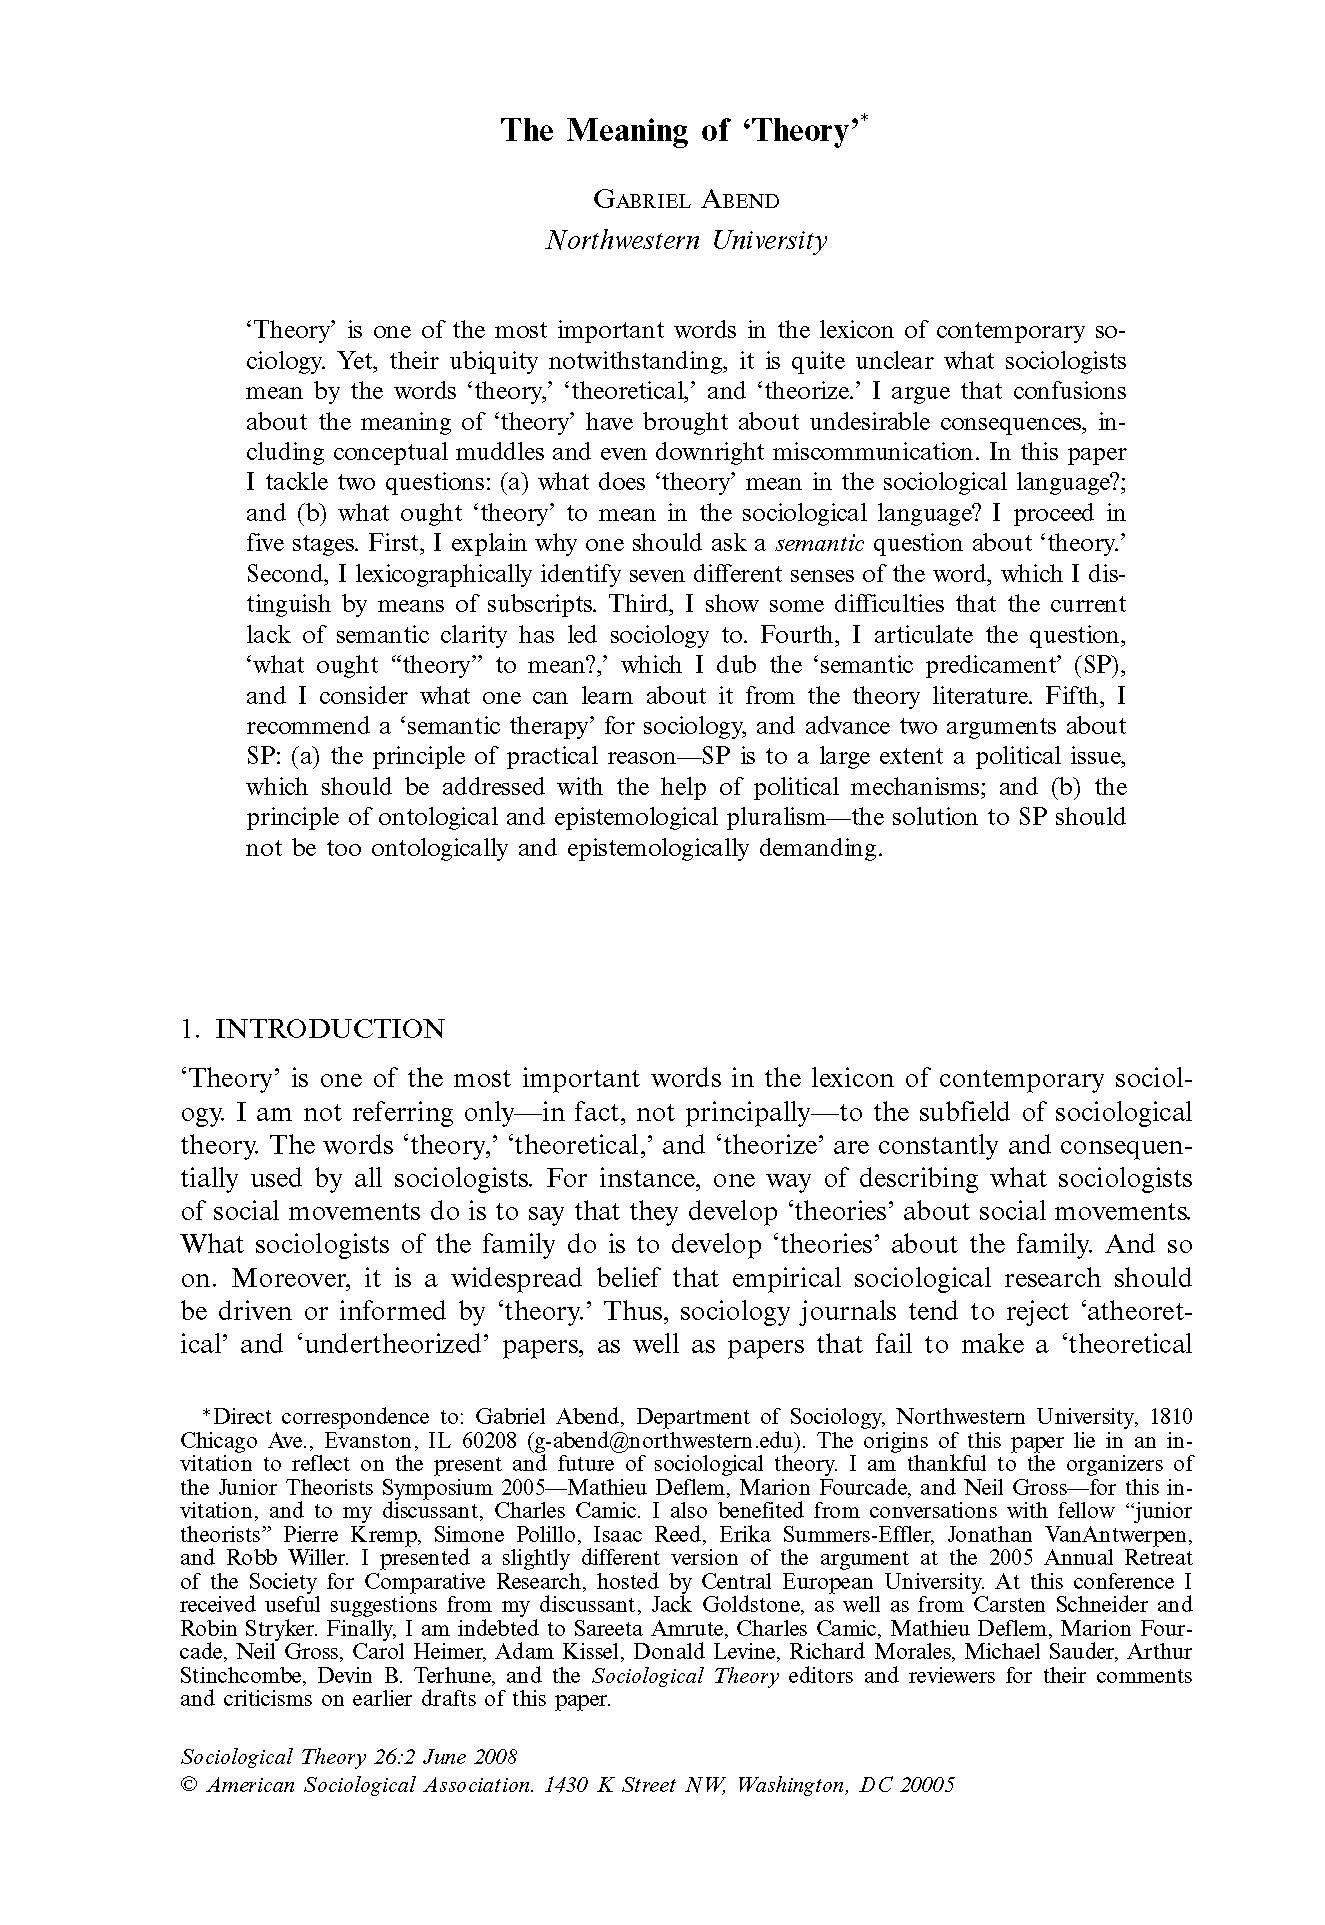 The Meaning of ‘Theory’*
GABRIEL ABEND
Northwestern University
‘Theory’ is one of the most important words in the lexicon of contemporary so-
ciology. Yet, their ubiquity notwithstanding, it is quite unclear what sociologists
mean by the words ‘theory,’ ‘theoretical,’ and ‘theorize.’ I argue that confusions
about the meaning of ‘theory’ have brought about undesirable consequences, in-
cluding conceptual muddles and even downright miscommunication. In this paper
I tackle two questions: (a) what does ‘theory’ mean in the sociological language?;
and (b) what ought ‘theory’ to mean in the sociological language? I proceed in
five stages. First, I explain why one should ask a semantic question about ‘theory.’
Second, I lexicographically identify seven different senses of the word, which I dis-
tinguish by means of subscripts. Third, I show some difficulties that the current
lack of semantic clarity has led sociology to. Fourth, I articulate the question,
‘what ought “theory” to mean?,’ which I dub the ‘semantic predicament’ (SP),
and I consider what one can learn about it from the theory literature. Fifth, I
recommend a ‘semantic therapy’ for sociology, and advance two arguments about
SP: (a) the principle of practical reason—SP is to a large extent a political issue,
which should be addressed with the help of political mechanisms; and (b) the
principle of ontological and epistemological pluralism—the solution to SP should
not be too ontologically and epistemologically demanding.
1. INTRODUCTION
‘Theory’ is one of the most important words in the lexicon of contemporary sociol-
ogy. I am not referring only—in fact, not principally—to the subfield of sociological
theory. The words ‘theory,’ ‘theoretical,’ and ‘theorize’ are constantly and consequen-
tially used by all sociologists. For instance, one way of describing what sociologists
of social movements do is to say that they develop ‘theories’ about social movements.
What sociologists of the family do is to develop ‘theories’ about the family. And so
on. Moreover, it is a widespread belief that empirical sociological research should
be driven or informed by ‘theory.’ Thus, sociology journals tend to reject ‘atheoret-
ical’ and ‘undertheorized’ papers, as well as papers that fail to make a ‘theoretical
*Direct correspondence to: Gabriel Abend, Department of Sociology, Northwestern University, 1810
Chicago Ave., Evanston, IL 60208 (g-abend@northwestern.edu). The origins of this paper lie in an in-
vitation to reflect on the present and future of sociological theory. I am thankful to the organizers of
the Junior Theorists Symposium 2005—Mathieu Deflem, Marion Fourcade, and Neil Gross—for this in-
vitation, and to my discussant, Charles Camic. I also benefited from conversations with fellow “junior
theorists” Pierre Kremp, Simone Polillo, Isaac Reed, Erika Summers-Effler, Jonathan VanAntwerpen,
and Robb Willer. I presented a slightly different version of the argument at the 2005 Annual Retreat
of the Society for Comparative Research, hosted by Central European University. At this conference I
received useful suggestions from my discussant, Jack Goldstone, as well as from Carsten Schneider and
Robin Stryker. Finally, I am indebted to Sareeta Amrute, Charles Camic, Mathieu Deflem, Marion Four-
cade, Neil Gross, Carol Heimer, Adam Kissel, Donald Levine, Richard Morales, Michael Sauder, Arthur
Stinchcombe, Devin B. Terhune, and the Sociological Theory editors and reviewers for their comments
and criticisms on earlier drafts of this paper.
Sociological Theory 26:2 June 2008
© American Sociological Association. 1430 K Street NW, Washington, DC 20005